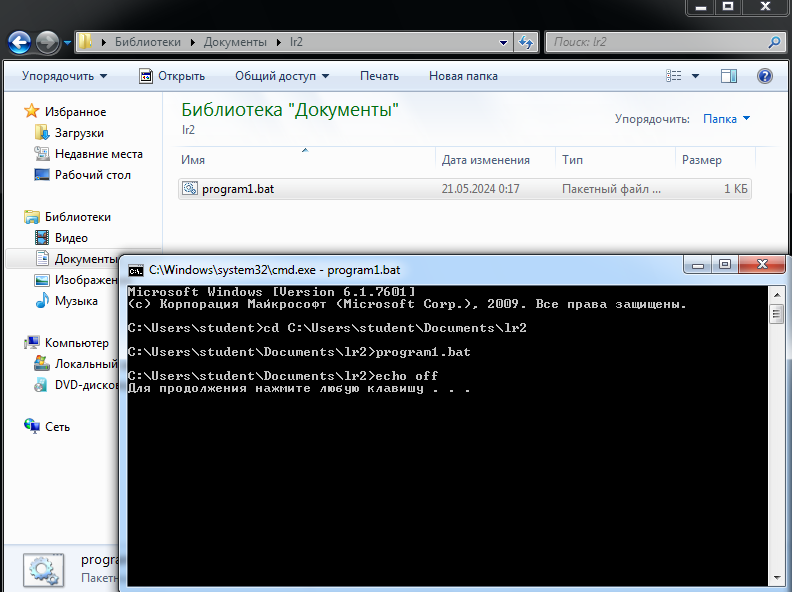 Библиотеки ▸ Документы ▸ lr2
Поиск: lr2
Упорядочить Открыть Общий доступ Печать Новая папка
Избранное
Загрузки
Недавние места
Рабочий стол
Библиотеки
Видео
Документы
Изображен
Музыка
Компьютер
Локальный
DVD-дисков
Сеть
Библиотека "Документы"
lr2
Упорядочить: Папка
Имя Дата изменения Тип Размер
program1.bat 21.05.2024 0:17 Пакетный файл ... 1 КБ
C:\Windows\system32\cmd.exe - program1.bat
Microsoft Windows [Version 6.1.7601]
(c) Корпорация Майкрософт (Microsoft Corp.), 2009. Все права защищены.
C:\Users\student>cd C:\Users\student\Documents\lr2
C:\Users\student\Documents\lr2>program1.bat
C:\Users\student\Documents\lr2>echo off
Для продолжения нажмите любую клавишу . . .
progra
Пакетн